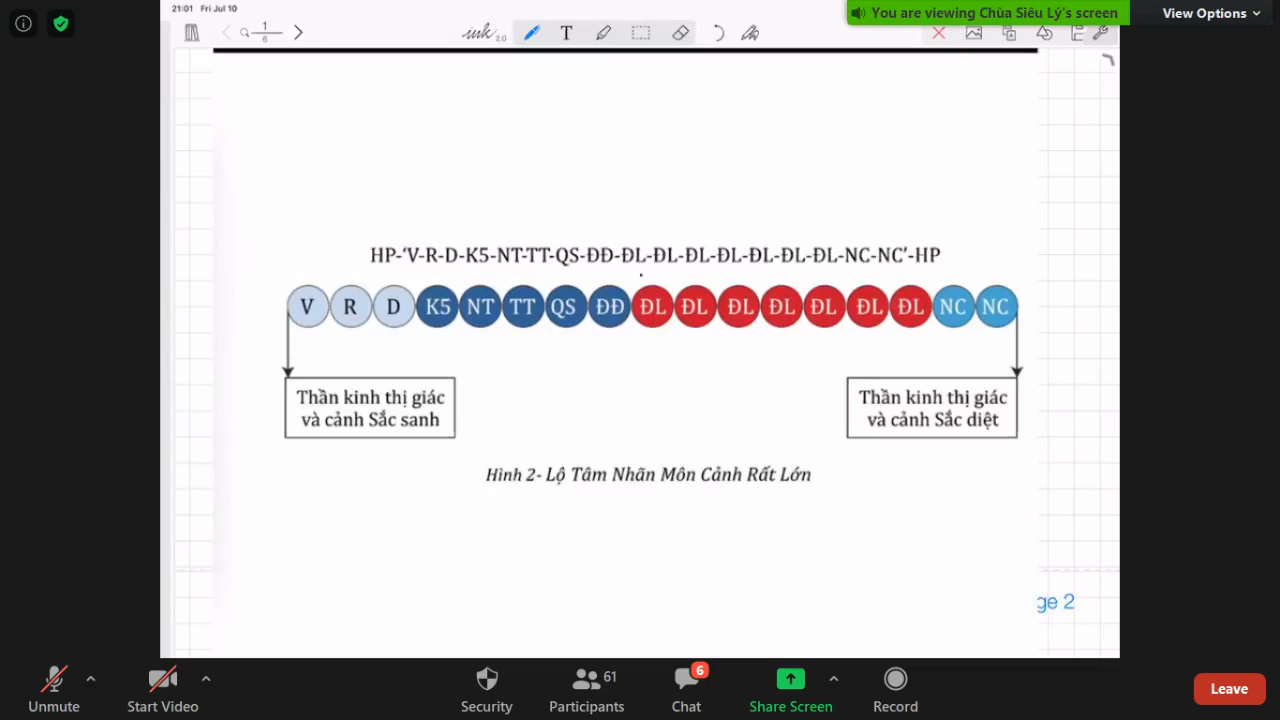 21:01 Fri Jul 10
You are viewing Chùa Siêu Lý's screen
View Options
1
6
ink 2.0
T
HP-‘V-R-D-K5-NT-TT-QS-ĐĐ-ĐL-ĐL-ĐL-ĐL-ĐL-ĐL-ĐL-NC-NC’-HP
V R D K5 NT TT QS ĐĐ ĐL ĐL ĐL ĐL ĐL ĐL ĐL NC NC
Thần kinh thị giác
và cảnh Sắc sanh
Thần kinh thị giác
và cảnh Sắc diệt
Hình 2- Lộ Tâm Nhãn Môn Cảnh Rất Lớn
ge 2
61
6
Unmute
Start Video
Security
Participants
Chat
Share Screen
Record
Leave